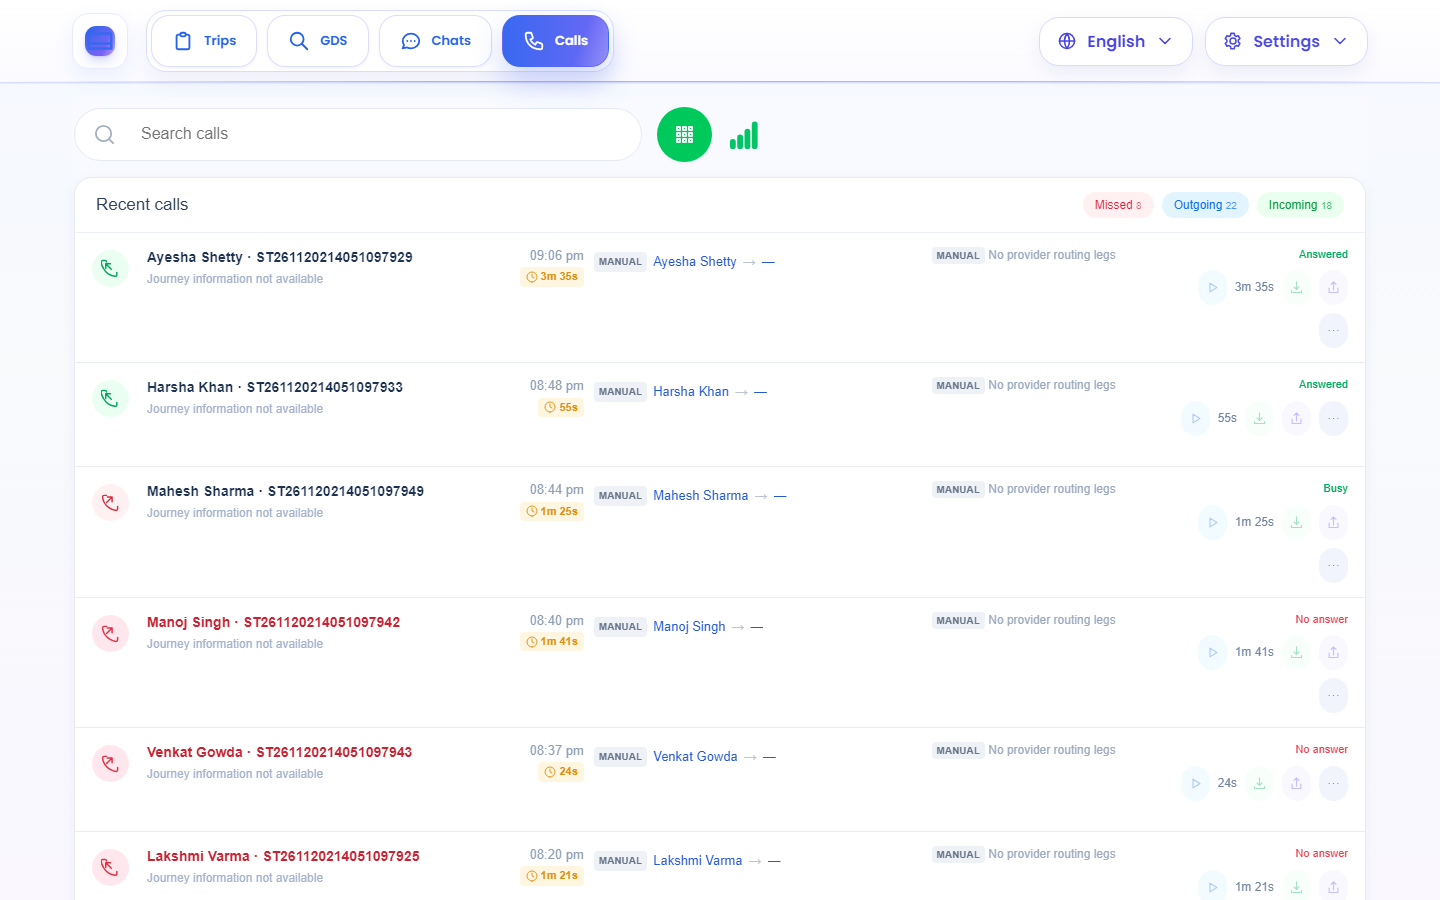 Trips
GDS
Chats
Calls
English
Settings
Search calls
Recent calls
Missed 8
Outgoing 22
Incoming 18
Ayesha Shetty · ST261120214051097929
Journey information not available
09:06 pm
3m 35s
MANUAL Ayesha Shetty → —
MANUAL No provider routing legs
Answered
3m 35s
Harsha Khan · ST261120214051097933
Journey information not available
08:48 pm
55s
MANUAL Harsha Khan → —
MANUAL No provider routing legs
Answered
55s
Mahesh Sharma · ST261120214051097949
Journey information not available
08:44 pm
1m 25s
MANUAL Mahesh Sharma → —
MANUAL No provider routing legs
Busy
1m 25s
Manoj Singh · ST261120214051097942
Journey information not available
08:40 pm
1m 41s
MANUAL Manoj Singh → —
MANUAL No provider routing legs
No answer
1m 41s
Venkat Gowda · ST261120214051097943
Journey information not available
08:37 pm
24s
MANUAL Venkat Gowda → —
MANUAL No provider routing legs
No answer
24s
Lakshmi Varma · ST261120214051097925
Journey information not available
08:20 pm
1m 21s
MANUAL Lakshmi Varma → —
MANUAL No provider routing legs
No answer
1m 21s